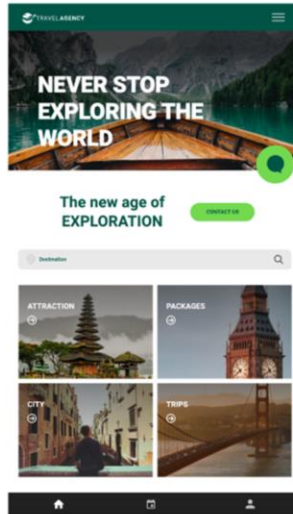 TRAVELAGENCY
NEVER STOP
EXPLORING THE
WORLD
The new age of
EXPLORATION
CONTACT US
Destination
ATTRACTION
PACKAGES
CITY
TRIPS